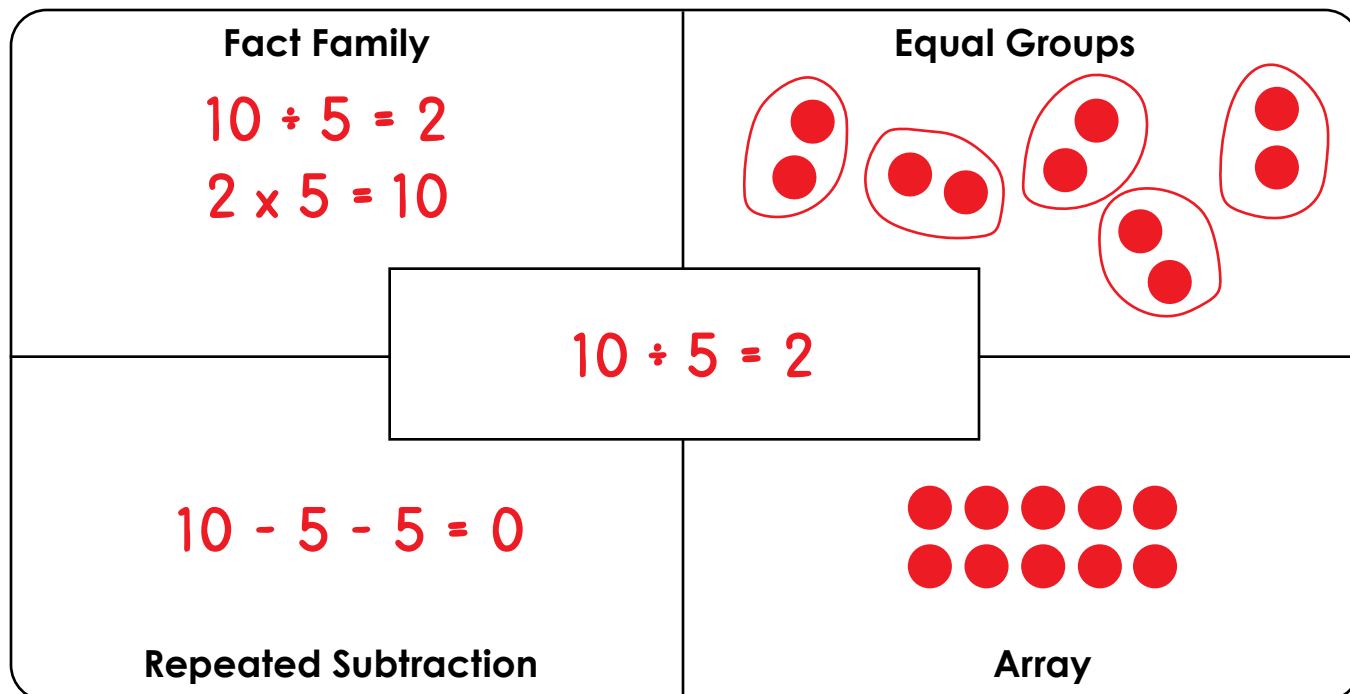 Fact Family
10 ÷ 5 = 2
2 x 5 = 10
Equal Groups
10 ÷ 5 = 2
10 - 5 - 5 = 0
Repeated Subtraction
Array